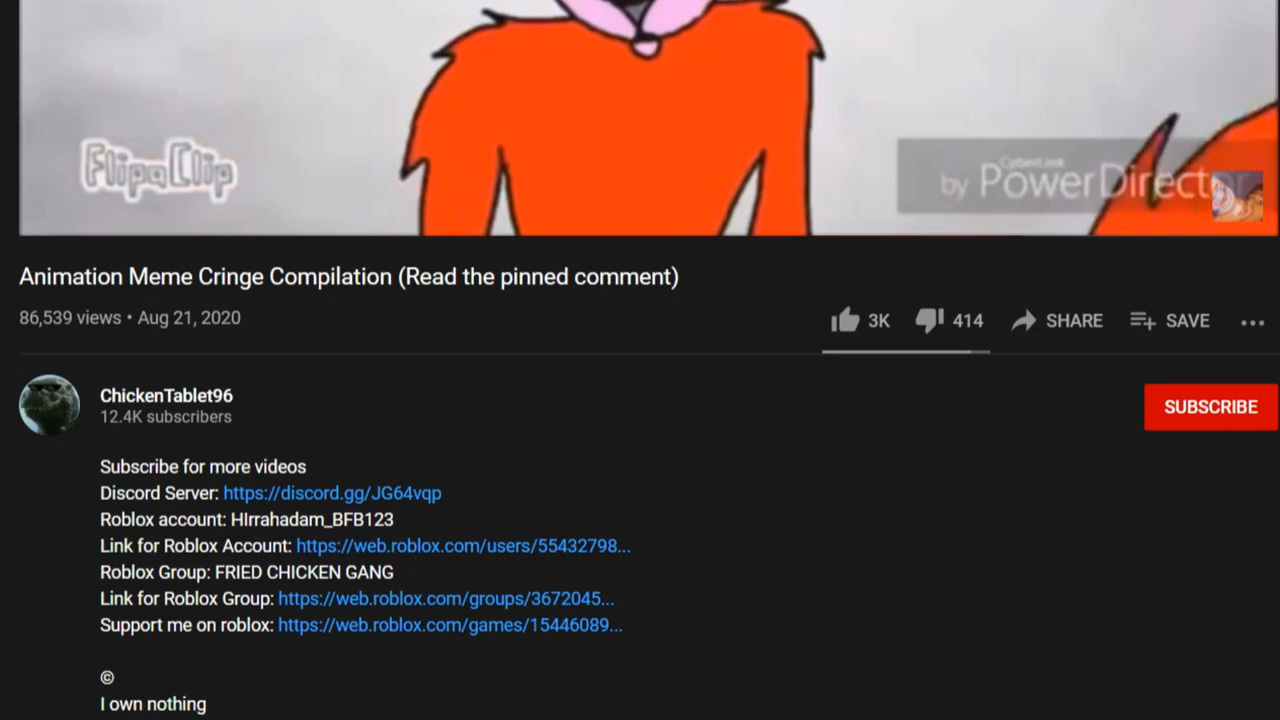 FlipaClip
CyberLink
by PowerDirector
Animation Meme Cringe Compilation (Read the pinned comment)
86,539 views • Aug 21, 2020
3K 414 SHARE SAVE ...
ChickenTablet96
12.4K subscribers
SUBSCRIBE
Subscribe for more videos
Discord Server: https://discord.gg/JG64vqp
Roblox account: HIrrahadam_BFB123
Link for Roblox Account: https://web.roblox.com/users/55432798...
Roblox Group: FRIED CHICKEN GANG
Link for Roblox Group: https://web.roblox.com/groups/3672045...
Support me on roblox: https://web.roblox.com/games/15446089...
©
I own nothing